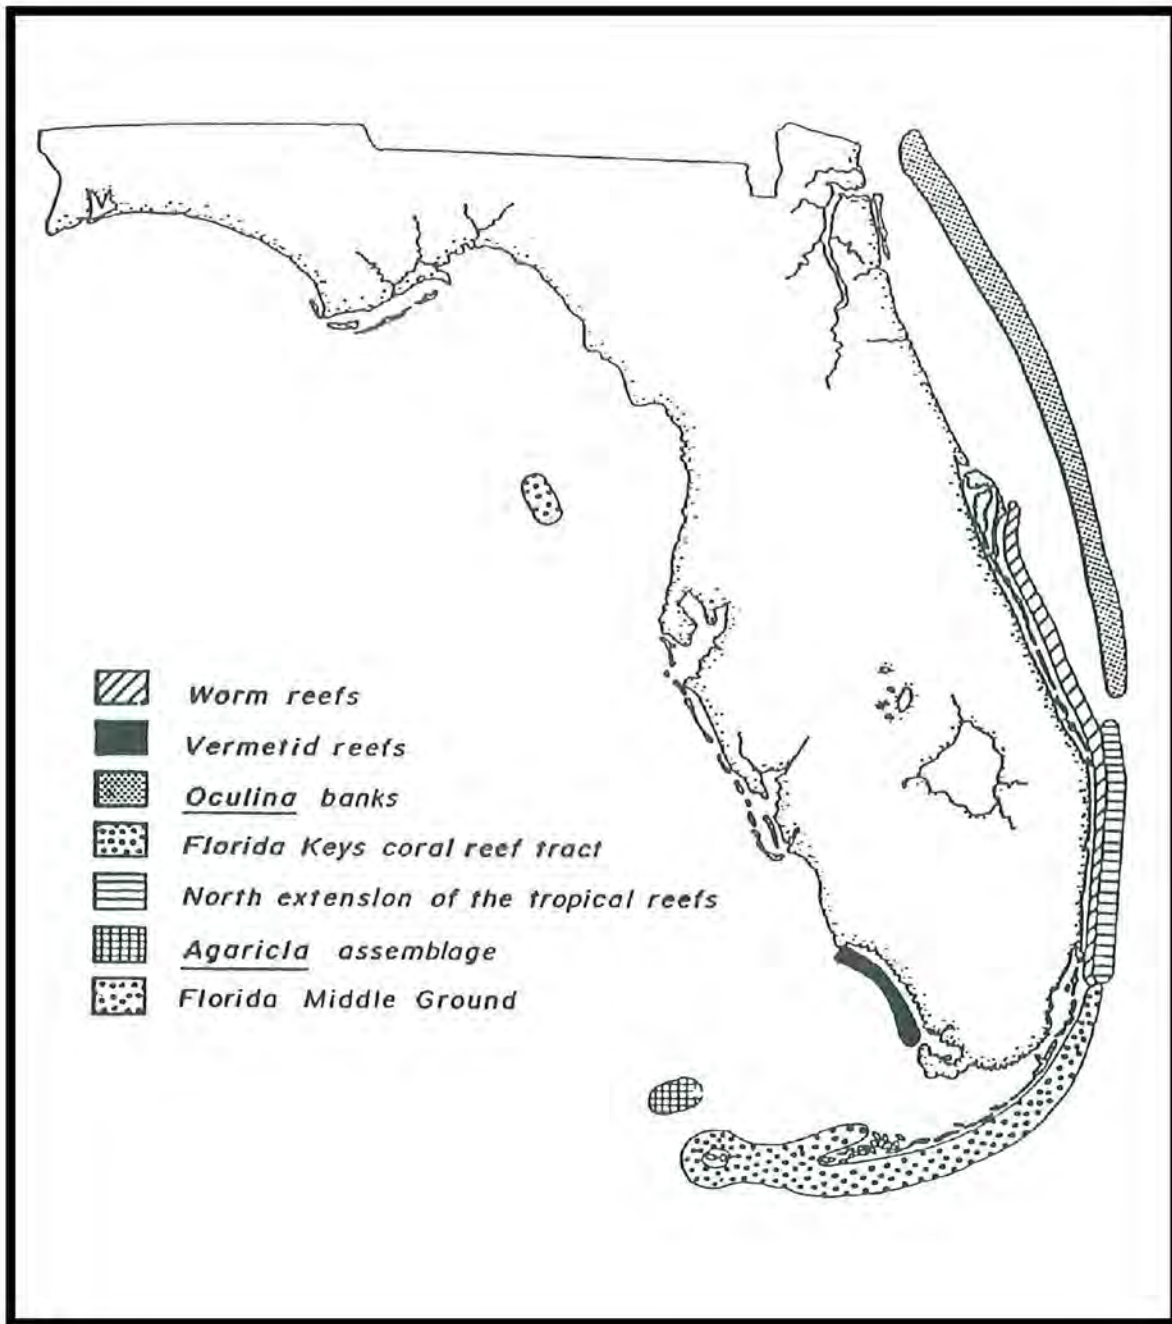 Worm reefs
Vermetid reefs
Oculina banks
Florida Keys coral reef tract
North extension of the tropical reefs
Agaricia assemblage
Florida Middle Ground